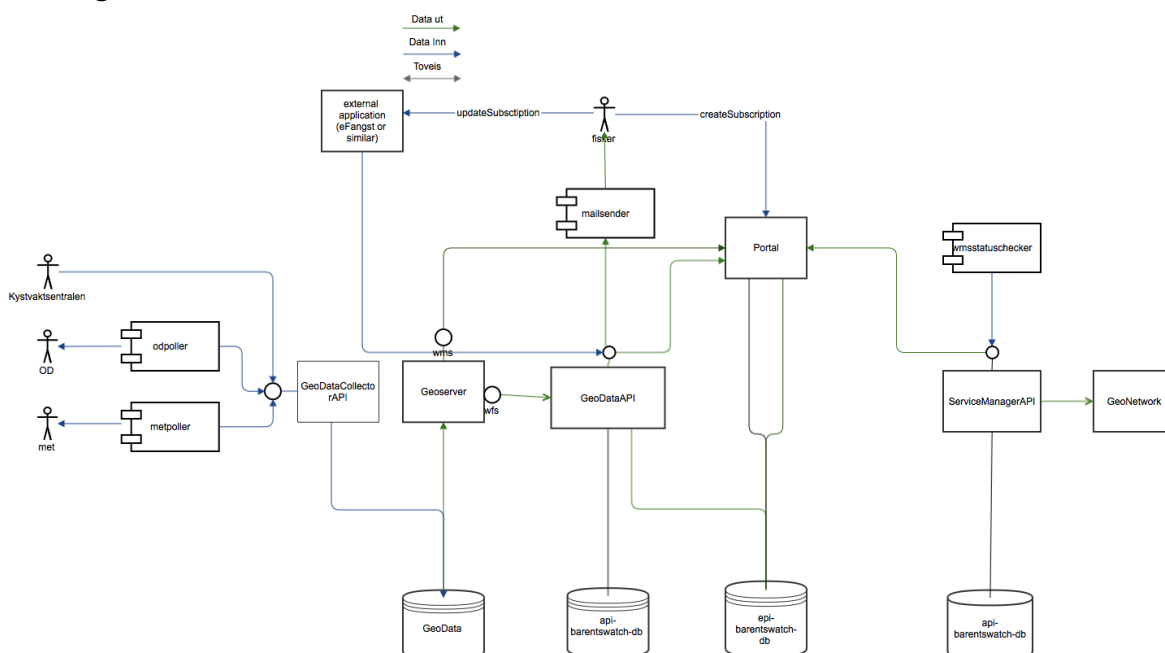 Data ut
Data Inn
Toveis
external
application
(eFangst or
similar)
updateSubsctiption
createSubscription
fisker
mailsender
Portal
wmsstatuschecker
Kystvaktsentralen
odpoller
OD
wms
GeoDataCollecto
rAPI
Geoserver
wfs
GeoDataAPI
ServiceManagerAPI
GeoNetwork
metpoller
met
GeoData
api-
barentswatch-db
epi-
barentswatch-
db
api-
barentswatch-db